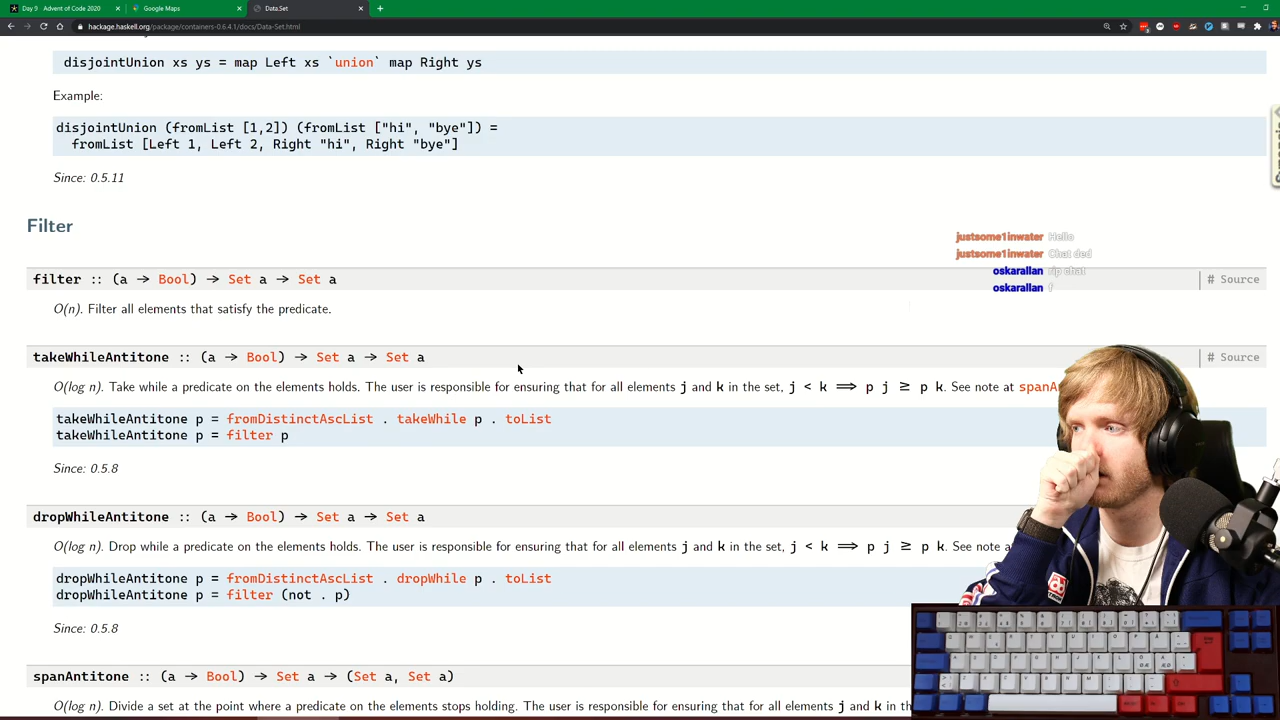 Day 9 Advent of Code 2020
Google Maps
Data.Set
hackage.haskell.org/package/containers-0.6.4.1/docs/Data-Set.html
disjointUnion xs ys = map Left xs `union` map Right ys
Example:
disjointUnion (fromList [1,2]) (fromList ["hi", "bye"]) =
fromList [Left 1, Left 2, Right "hi", Right "bye"]
Since: 0.5.11
Filter
justsome1inwater Hello
justsome1inwater Chat ded
oskarallan rip chat
oskarallan f
filter :: (a -> Bool) -> Set a -> Set a # Source
O(n). Filter all elements that satisfy the predicate.
takeWhileAntitone :: (a -> Bool) -> Set a -> Set a # Source
O(log n). Take while a predicate on the elements holds. The user is responsible for ensuring that for all elements j and k in the set, j < k ==> p j ≥ p k. See note at spanA
takeWhileAntitone p = fromDistinctAscList . takeWhile p . toList
takeWhileAntitone p = filter p
Since: 0.5.8
dropWhileAntitone :: (a -> Bool) -> Set a -> Set a
O(log n). Drop while a predicate on the elements holds. The user is responsible for ensuring that for all elements j and k in the set, j < k ==> p j ≥ p k. See note a
dropWhileAntitone p = fromDistinctAscList . dropWhile p . toList
dropWhileAntitone p = filter (not . p)
Since: 0.5.8
spanAntitone :: (a -> Bool) -> Set a -> (Set a, Set a)
O(log n). Divide a set at the point where a predicate on the elements stops holding. The user is responsible for ensuring that for all elements j and k in the